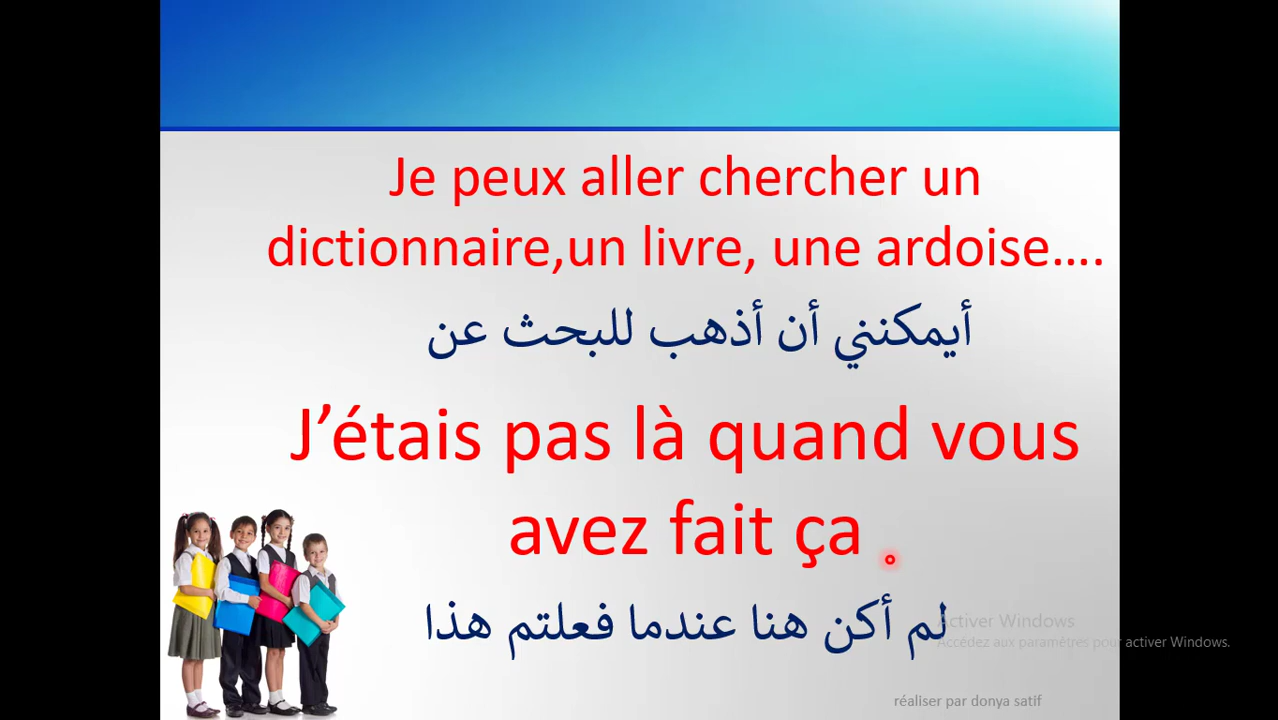 Je peux aller chercher un
dictionnaire,un livre, une ardoise....
أيمكنني أن أذهب للبحث عن
J’étais pas là quand vous
avez fait ça .
لم أكن هنا عندما فعلتم هذا
Activer Windows
Accédez aux paramètres pour activer Windows.
réaliser par donya satif